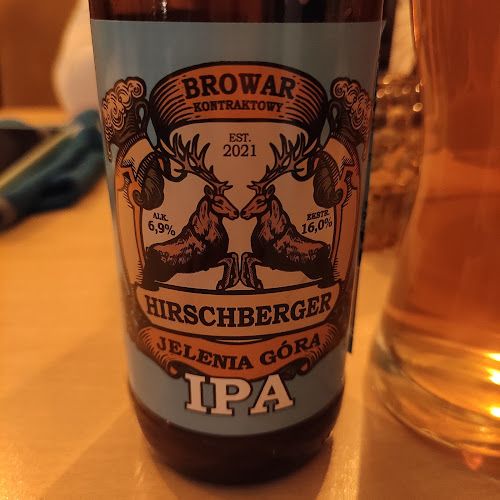 BROWAR
KONTRAKTOWY
EST.
2021
ALK.
6,9%
EKSTR.
16,0%
HIRSCHBERGER
JELENIA GÓRA
IPA